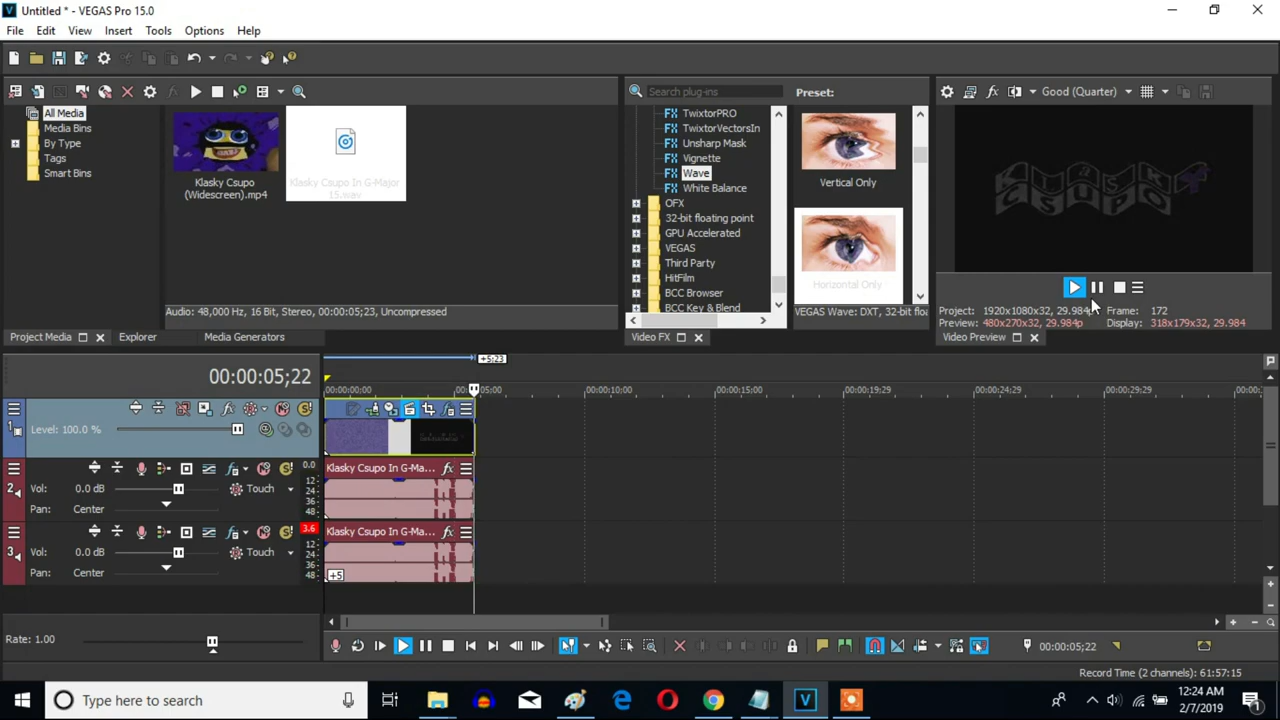 Untitled * - VEGAS Pro 15.0
File Edit View Insert Tools Options Help
All Media
Media Bins
By Type
Tags
Smart Bins
Klasky Csupo
(Widescreen).mp4
Klasky Csupo In G-Major
15.wav
Audio: 48,000 Hz, 16 Bit, Stereo, 00:00:05;23, Uncompressed
Project Media
Explorer
Media Generators
Search plug-ins
TwixtorPRO
TwixtorVectorsIn
Unsharp Mask
Vignette
Wave
White Balance
OFX
32-bit floating point
GPU Accelerated
VEGAS
Third Party
HitFilm
BCC Browser
BCC Key & Blend
Video FX
Preset:
Vertical Only
Horizontal Only
VEGAS Wave: DXT, 32-bit floa
Good (Quarter)
Project: 1920x1080x32, 29.984p Frame: 172
Preview: 480x270x32, 29.984p Display: 318x179x32, 29.984
Video Preview
00:00:05;22
+5;23
00:00:00;00
00:00:05;00
00:00:10;00
00:00:15;00
00:00:19;29
00:00:24;29
00:00:29;29
00:00:
1
Level: 100.0 %
2
Vol: 0.0 dB
Touch
Pan: Center
0.0
12
24
36
48
Klasky Csupo In G-Ma...
3
Vol: 0.0 dB
Touch
Pan: Center
3.6
12
24
36
48
Klasky Csupo In G-Ma...
+5
Rate: 1.00
00:00:05;22
Record Time (2 channels): 61:57:15
Type here to search
12:24 AM
2/7/2019
1